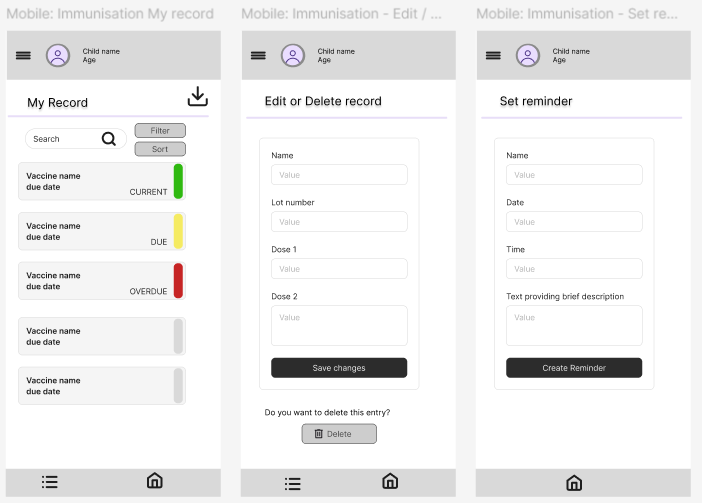 Mobile: Immunisation My record
Child name
Age
My Record
Search
Filter
Sort
Vaccine name
due date
CURRENT
Vaccine name
due date
DUE
Vaccine name
due date
OVERDUE
Vaccine name
due date
Vaccine name
due date
Mobile: Immunisation - Edit / ...
Child name
Age
Edit or Delete record
Name
Value
Lot number
Value
Dose 1
Value
Dose 2
Value
Save changes
Do you want to delete this entry?
Delete
Mobile: Immunisation - Set re...
Child name
Age
Set reminder
Name
Value
Date
Value
Time
Value
Text providing brief description
Value
Create Reminder